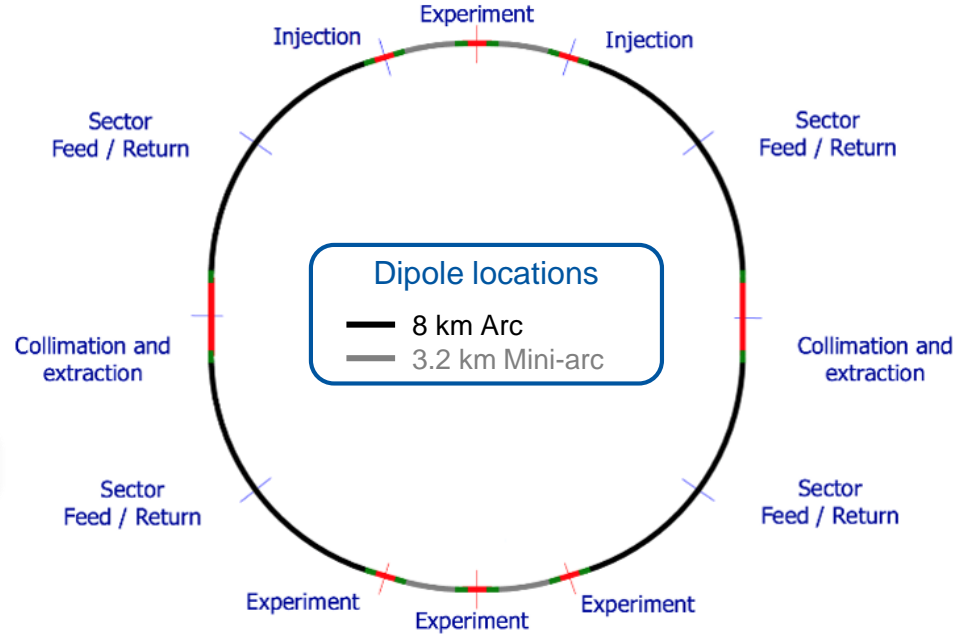 Experiment
Injection
Injection
Sector
Feed / Return
Sector
Feed / Return
Dipole locations
8 km Arc
3.2 km Mini-arc
Collimation and
extraction
Collimation and
extraction
Sector
Feed / Return
Sector
Feed / Return
Experiment
Experiment
Experiment